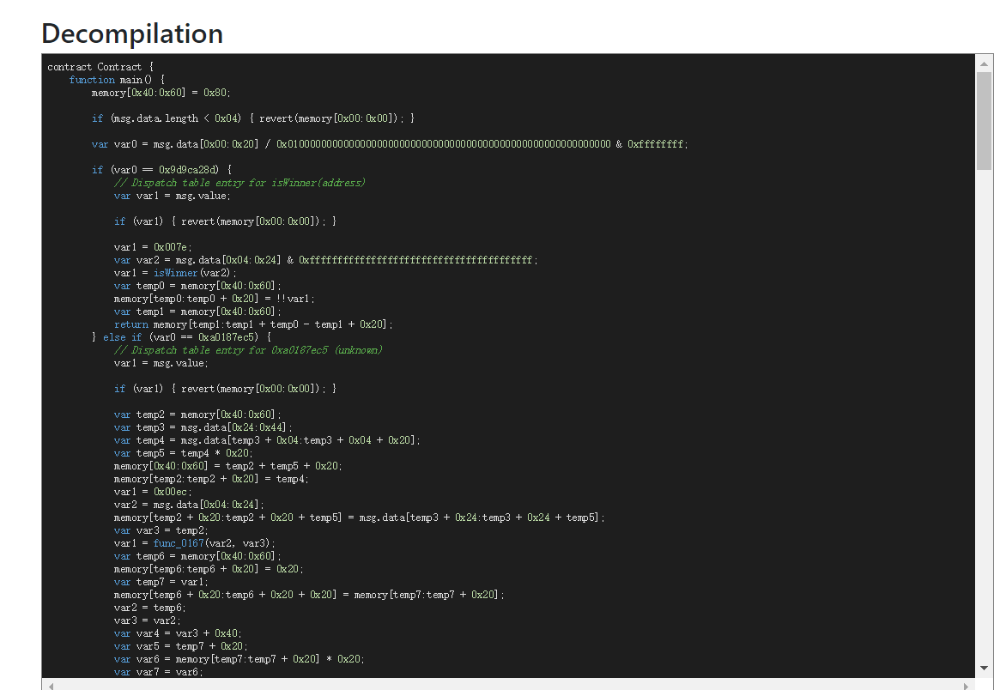 Decompilation
contract Contract {
function main() {
memory[0x40:0x60] = 0x80;
if (msg.data.length < 0x04) { revert(memory[0x00:0x00]); }
var var0 = msg.data[0x00:0x20] / 0x0100000000000000000000000000000000000000000000000000000000 & 0xffffffff;
if (var0 == 0x9d9ca28d) {
// Dispatch table entry for isWinner(address)
var var1 = msg.value;
if (var1) { revert(memory[0x00:0x00]); }
var1 = 0x007e;
var var2 = msg.data[0x04:0x24] & 0xffffffffffffffffffffffffffffffffffffffff;
var1 = isWinner(var2);
var temp0 = memory[0x40:0x60];
memory[temp0:temp0 + 0x20] = !!var1;
var temp1 = memory[0x40:0x60];
return memory[temp1:temp1 + temp0 - temp1 + 0x20];
} else if (var0 == 0xa0187ec5) {
// Dispatch table entry for 0xa0187ec5 (unknown)
var1 = msg.value;
if (var1) { revert(memory[0x00:0x00]); }
var temp2 = memory[0x40:0x60];
var temp3 = msg.data[0x24:0x44];
var temp4 = msg.data[temp3 + 0x04:temp3 + 0x04 + 0x20];
var temp5 = temp4 * 0x20;
memory[0x40:0x60] = temp2 + temp5 + 0x20;
memory[temp2:temp2 + 0x20] = temp4;
var1 = 0x00ec;
var2 = msg.data[0x04:0x24];
memory[temp2 + 0x20:temp2 + 0x20 + temp5] = msg.data[temp3 + 0x24:temp3 + 0x24 + temp5];
var var3 = temp2;
var1 = func_0167(var2, var3);
var temp6 = memory[0x40:0x60];
memory[temp6:temp6 + 0x20] = 0x20;
var temp7 = var1;
memory[temp6 + 0x20:temp6 + 0x20 + 0x20] = memory[temp7:temp7 + 0x20];
var2 = temp6;
var3 = var2;
var var4 = var3 + 0x40;
var var5 = temp7 + 0x20;
var var6 = memory[temp7:temp7 + 0x20] * 0x20;
var var7 = var6;